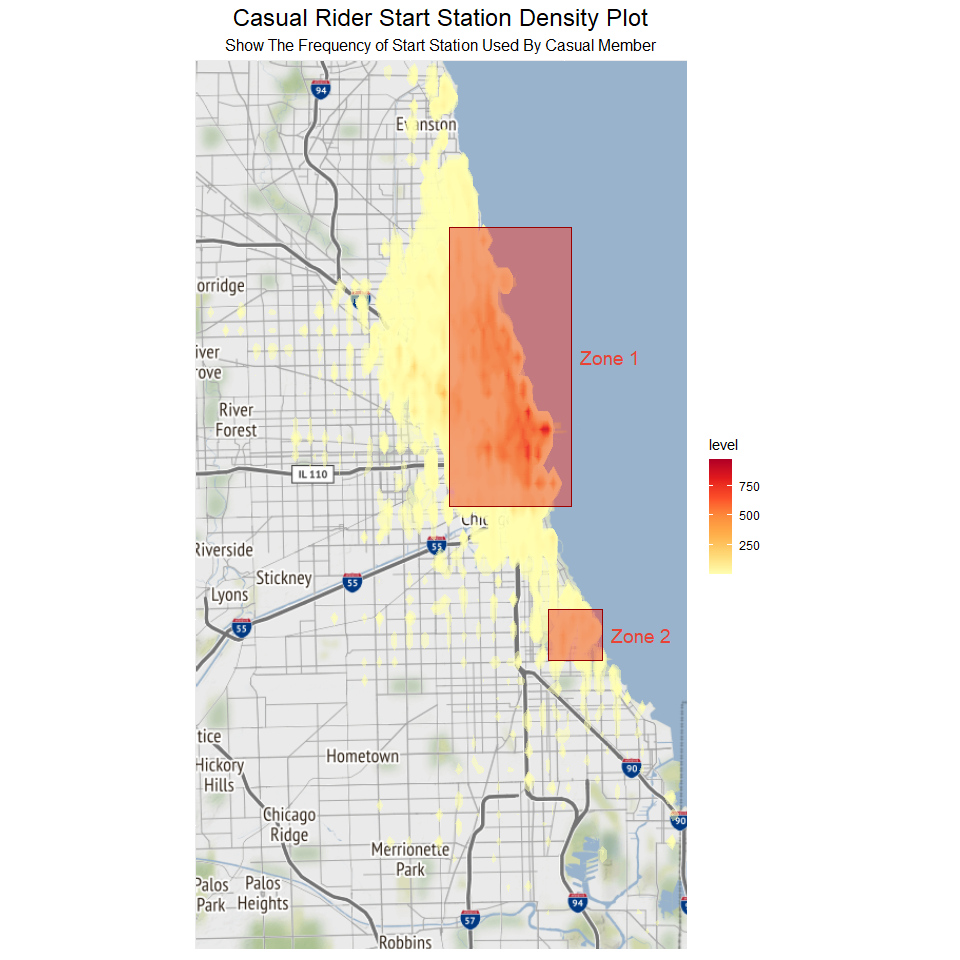 Casual Rider Start Station Density Plot
Show The Frequency of Start Station Used By Casual Member
94
Evanston
orridge
iver
rove
Zone 1
River
Forest
IL 110
level
750
500
250
55
Riverside
Stickney
55
Lyons
55
Zone 2
tice
Hometown
Hickory
Hills
90
Chicago
Ridge
90
Merrionette
Park
Palos
Park
Palos
Heights
94
57
Robbins